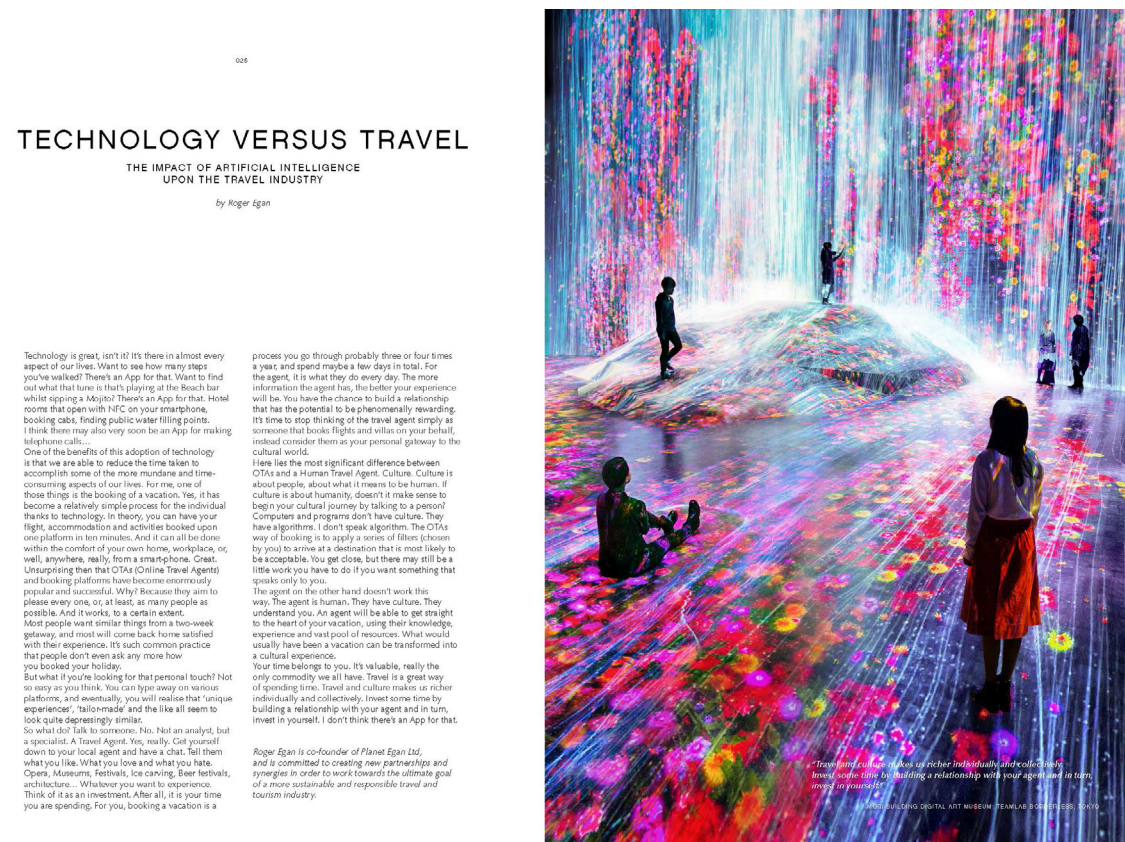 026
TECHNOLOGY VERSUS TRAVEL
THE IMPACT OF ARTIFICIAL INTELLIGENCE
UPON THE TRAVEL INDUSTRY
by Roger Egan
Technology is great, isn't it? It's there in almost every
aspect of our lives. Want to see how many steps
you've walked? There's an App for that. Want to find
out what that tune is that's playing at the Beach bar
whilst sipping a Mojito? There's an App for that. Hotel
rooms that open with NFC on your smartphone,
booking cabs, finding public water filling points.
I think there may also very soon be an App for making
telephone calls...
One of the benefits of this adoption of technology
is that we are able to reduce the time taken to
accomplish some of the more mundane and time-
consuming aspects of our lives. For me, one of
those things is the booking of a vacation. Yes, it has
become a relatively simple process for the individual
thanks to technology. In theory, you can have your
flight, accommodation and activities booked upon
one platform in ten minutes. And it can all be done
within the comfort of your own home, workplace, or,
well, anywhere, really, from a smart-phone. Great.
Unsurprising then that OTAs (Online Travel Agents)
and booking platforms have become enormously
popular and successful. Why? Because they aim to
please every one, or, at least, as many people as
possible. And it works, to a certain extent.
Most people want similar things from a two-week
getaway, and most will come back home satisfied
with their experience. It's such common practice
that people don't even ask any more how
you booked your holiday.
But what if you're looking for that personal touch? Not
so easy as you think. You can type away on various
platforms, and eventually, you will realise that 'unique
experiences', 'tailor-made' and the like all seem to
look quite depressingly similar.
So what do? Talk to someone. No. Not an analyst, but
a specialist. A Travel Agent. Yes, really. Get yourself
down to your local agent and have a chat. Tell them
what you like. What you love and what you hate.
Opera, Museums, Festivals, Ice carving, Beer festivals,
architecture... Whatever you want to experience.
Think of it as an investment. After all, it is your time
you are spending. For you, booking a vacation is a
process you go through probably three or four times
a year, and spend maybe a few days in total. For
the agent, it is what they do every day. The more
information the agent has, the better your experience
will be. You have the chance to build a relationship
that has the potential to be phenomenally rewarding.
It's time to stop thinking of the travel agent simply as
someone that books flights and villas on your behalf,
instead consider them as your personal gateway to the
cultural world.
Here lies the most significant difference between
OTAs and a Human Travel Agent. Culture. Culture is
about people, about what it means to be human. If
culture is about humanity, doesn't it make sense to
begin your cultural journey by talking to a person?
Computers and programs don't have culture. They
have algorithms. I don't speak algorithm. The OTAs
way of booking is to apply a series of filters (chosen
by you) to arrive at a destination that is most likely to
be acceptable. You get close, but there may still be a
little work you have to do if you want something that
speaks only to you.
The agent on the other hand doesn't work this
way. The agent is human. They have culture. They
understand you. An agent will be able to get straight
to the heart of your vacation, using their knowledge,
experience and vast pool of resources. What would
usually have been a vacation can be transformed into
a cultural experience.
Your time belongs to you. It's valuable, really the
only commodity we all have. Travel is a great way
of spending time. Travel and culture makes us richer
individually and collectively. Invest some time by
building a relationship with your agent and in turn,
invest in yourself. I don't think there's an App for that.
Roger Egan is co-founder of Planet Egan Ltd,
and is committed to creating new partnerships and
synergies in order to work towards the ultimate goal
of a more sustainable and responsible travel and
tourism industry.
"Travel and culture makes us richer individually and collectively.
Invest some time by building a relationship with your agent and in turn,
invest in yourself."
MORI BUILDING DIGITAL ART MUSEUM: TEAMLAB BORDERLESS, TOKYO